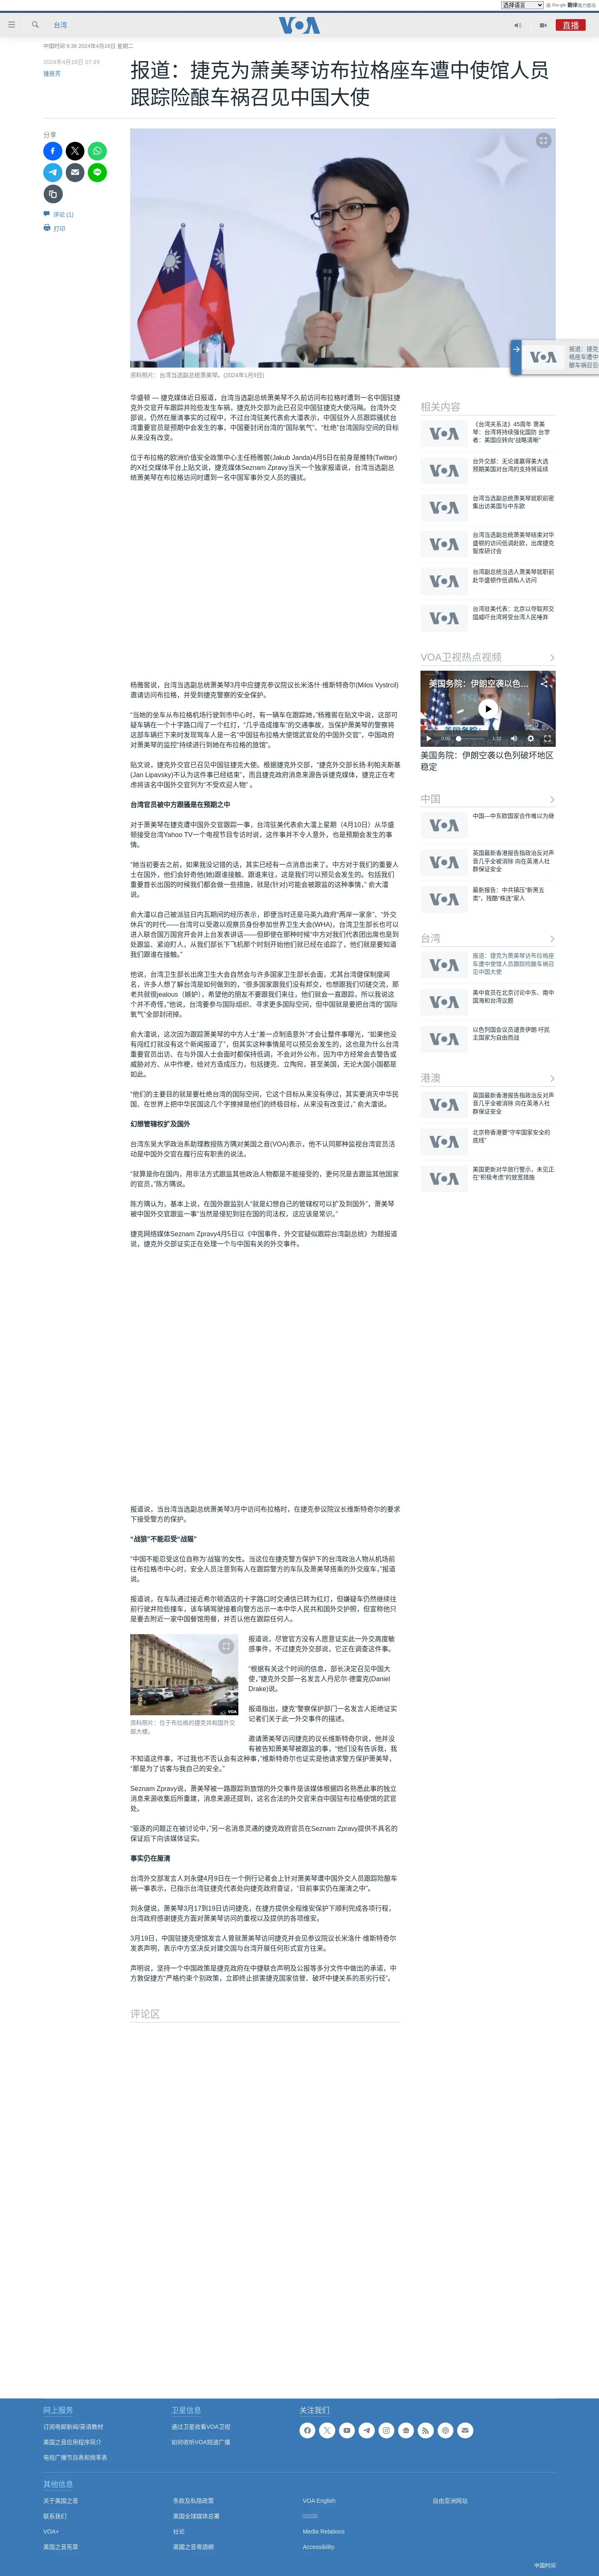 选择语言 由 Google 翻译强力驱动
台湾
VOA
直播
中国时间 9:36 2024年4月16日 星期二
2024年4月16日 07:49
锺辰芳
报道：捷克为萧美琴访布拉格座车遭中使馆人员
跟踪险酿车祸召见中国大使
分享
评论 (1)
打印
资料照片：台湾当选副总统萧美琴。(2024年1月9日)
华盛顿 — 捷克媒体近日报道，台湾当选副总统萧美琴不久前访问布拉格时遭到一名中国驻捷
克外交官开车跟踪并险些发生车祸，捷克外交部为此已召见中国驻捷克大使冯飚。台湾外交
部说，仍然在厘清事实的过程中，不过台湾驻美代表俞大㵢表示，中国驻外人员跟踪骚扰台
湾重要官员是预期中会发生的事，中国要封闭台湾的“国际氧气”、“杜绝”台湾国际空间的目标
从来没有改变。
位于布拉格的欧洲价值安全政策中心主任杨雅喾(Jakub Janda)4月5日在前身是推特(Twitter)
的X社交媒体平台上贴文说，捷克媒体Seznam Zpravy当天一个独家报道说，台湾当选副总
统萧美琴在布拉格访问时遭到一名中国军事外交人员的骚扰。
杨雅喾说，台湾当选副总统萧美琴3月中应捷克参议院议长米洛什·维斯特奇尔(Milos Vystrcil)
邀请访问布拉格，并受到捷克警察的安全保护。
“当她的坐车从布拉格机场行驶到市中心时，有一辆车在跟踪她，”杨雅喾在贴文中说，这部可
疑车辆在一个十字路口闯了红灯，“几乎造成撞车”的交通事故，当保护萧美琴的警察将
这部车辆拦下来时发现驾车人是一名“中国驻布拉格大使馆武官处的中国外交官”，中国政府
对萧美琴的监控“持续进行到她在布拉格的旅馆”。
贴文说，捷克外交官已召见中国驻捷克大使。根据捷克外交部，“捷克外交部长扬·利帕夫斯基
(Jan Lipavsky)不认为这件事已经结案”，而且捷克政府消息来源告诉捷克媒体，捷克正在考
虑将该名中国外交官列为“不受欢迎人物” 。
台湾官员被中方跟骚是在预期之中
对于萧美琴在捷克遭中国外交官跟踪一事，台湾驻美代表俞大㵢星期（4月10日）从华盛
顿接受台湾Yahoo TV一个电视节目专访时说，这件事并不令人意外，也是预期会发生的事
情。
“她当初要去之前，如果我没记错的话，其实已经有一点消息出来了。中方对于我们的重要人
士在国外，他们会好奇他(她)跟谁接触、跟谁来往，这是我们可以预见会发生的。包括我们
重要首长出国的时候我们都会做一些措施，就是(针对)可能会被跟监的这种事情，” 俞大㵢
说。
俞大㵢以自己被派驻日内瓦期间的经历表示，即便当时还是马英九政府“两岸一家亲”、“外交
休兵”的时代——台湾可以受邀以观察员身份参加世界卫生大会(WHA)，台湾卫生部长也可以
进入联合国万国宫开会并上台发表讲话——但即使在那种时候“中方对我们代表团出席也是到
处跟监、紧迫盯人，从我们部长下飞机那个时刻开始他们就已经在追踪了，他们就是要知道
我们跟谁在接触。”
他说，台湾卫生部长出席卫生大会自然会与许多国家卫生部长会面，尤其台湾健保制度闻
名，许多人想了解台湾是如何做到的，“很多国家跟我们没有邦交，也想跟我们切磋交流，那
老共就很jealous（嫉妒），希望他的朋友不要跟我们来往，他们就会一直跟踪，所以我说这
个并不奇怪，”他说，台湾要参与国际组织、寻求更多国际空间，但中国就是要把台湾的“国际
氧气”全部封闭掉。
俞大㵢说，这次因为跟踪萧美琴的中方人士“差一点制造意外”才会让整件事曝光，“如果他没
有闯红灯可能就没有这个新闻报道了”，但其实这种事情是可以预见会发生的，这也是为什么台湾
重要官员出访、在与外国人士会面时都保持低调，不会对外公布，因为中方经常会去警告或
威胁对方、从中作梗，给对方造成压力，包括捷克、立陶宛，甚至美国，无论大国小国都是
如此。
“他们的主要目的就是要杜绝台湾的国际空间，它这个目标从来没有停过，其实要消灭中华民
国、在世界上把中华民国这几个字擦掉是他们的终极目标，从来没有改变过，” 俞大㵢说。
幻想管辖权扩及国外
台湾东吴大学政治系助理教授陈方隅对美国之音(VOA)表示，他不认同那种监视台湾官员活
动是中国外交官在履行应有职责的说法。
“就算是你在国内，用非法方式跟监其他政治人物都是不能接受的，更何况是去跟监其他国家
的官员，”陈方隅说。
陈方隅认为，基本上说，在国外跟监别人“就是幻想自己的管辖权可以扩及到国外”，萧美琴
被中国外交官跟监一事“当然是侵犯到驻在国的司法权，这应该是常识。”
捷克网络媒体Seznam Zpravy4月5日以《中国事件，外交官疑似跟踪台湾副总统》为题报道
说，捷克外交部证实正在处理一个与中国有关的外交事件。
报道说，当台湾当选副总统萧美琴3月中访问布拉格时，在捷克参议院议长维斯特奇尔的要求
下接受警方的保护。
“战狼”不能忍受“战猫”
“中国不能忍受这位自称为‘战猫’的女性。当这位在捷克警方保护下的台湾政治人物从机场前
往布拉格市中心时，安全人员注意到有人在跟踪警方的车队及萧美琴搭乘的外交座车，”报道
说。
报道说，在车队通过接近希尔顿酒店的十字路口时交通信已转为红灯，但嫌疑车仍然继续往
前行驶并险些撞车，该车辆驾驶接着向警方出示一本中华人民共和国外交护照，但宣称他只
是要去附近一家中国餐馆用餐，并否认他在跟踪任何人。
资料照片：位于布拉格的捷克共和国外交
部大楼。
报道说，尽管官方没有人愿意证实此一外交高度敏
感事件，不过捷克外交部说，它正在调查这件事。
“根据有关这个时间的信息，部长决定召见中国大
使，”捷克外交部一名发言人丹尼尔·德雷克(Daniel
Drake)说。
报道指出，捷克“警察保护部门一名发言人拒绝证实
记者们关于此一外交事件的描述。
邀请萧美琴访问捷克的议长维斯特奇尔说，他并没
有被告知萧美琴被跟监的事，“他们没有告诉我，我
不知道这件事，不过我也不否认会有这种事，”维斯特奇尔也证实是他请求警方保护萧美琴，
“那是为了访客与我自己的安全。”
Seznam Zpravy说，萧美琴被一路跟踪到旅馆的外交事件是该媒体根据四名熟悉此事的独立
消息来源收集后所重建，消息来源还提到，这名合法的外交官来自中国驻布拉格使馆的武官
处。
“驱逐的问题正在被讨论中，”另一名消息灵通的捷克政府官员在Seznam Zpravy提供不具名的
保证后下向该媒体证实。
事实仍在厘清
台湾外交部发言人刘永健4月9日在一个例行记者会上针对萧美琴遭中国外交人员跟踪险酿车
祸一事表示，已指示台湾驻捷克代表处向捷克政府查证，“目前事实仍在厘清之中”。
刘永健说，萧美琴3月17到19日访问捷克，在捷方提供全程维安保护下顺利完成各项行程，
台湾政府感谢捷克方面对萧美琴访问的重视以及提供的各项维安。
3月19日，中国驻捷克使馆发言人曾就萧美琴访问捷克并会见参议院议长米洛什·维斯特奇尔
发表声明，表示中方坚决反对建交国与台湾开展任何形式官方往来。
声明说，坚持一个中国政策是捷克政府在中捷联合声明及公报等多分文件中做出的承诺，中
方敦促捷方“严格约束个别政策，立即终止损害捷克国家信誉、破坏中捷关系的恶劣行径”。
评论区
报道：捷克
格座车遭中
酿车祸召见
相关内容
《台湾关系法》45周年 萧美
琴：台湾将持续强化国防 台学
者：美国应转向“战略清晰”
台外交部：无论谁赢得美大选
预期美国对台湾的支持将延续
台湾当选副总统萧美琴就职前密
集出访美国与中东欧
台湾当选副总统萧美琴结束对华
盛顿的访问低调赴欧，出席捷克
智库研讨会
台湾副总统当选人萧美琴就职前
赴华盛顿作低调私人访问
台湾驻美代表：北京以夺取邦交
国威吓台湾将受台湾人民唾弃
VOA卫视热点视频
美国务院：伊朗空袭以色...
0:00 1:32
美国务院：伊朗空袭以色列破坏地区
稳定
中国
中国—中东欧国家合作难以为继
英国最新香港报告指政治反对声
音几乎全被消除 向在英港人社
群保证安全
最新报告：中共镇压“新黑五
类”，残酷“株连”家人
台湾
报道：捷克为萧美琴访布拉格座
车遭中使馆人员跟踪险酿车祸召
见中国大使
美中官员在北京讨论中东、南中
国海和台湾议题
以色列国会议员谴责伊朗 吁民
主国家为自由而战
港澳
英国最新香港报告指政治反对声
音几乎全被消除 向在英港人社
群保证安全
北京称香港要“守牢国家安全的
底线”
美国更新对华旅行警示，未见正
在“积极考虑”的放宽措施
网上服务
订阅电邮新闻/英语教材
美国之音应用程序简介
电视广播节目表和频率表
卫星信息
通过卫星收看VOA卫视
如何收听VOA短波广播
关注我们
其他信息
关于美国之音
联系我们
VOA+
美国之音宪章
条款及私隐政策
美国全球媒体总署
社论
美國之音粵語網
VOA English
Media Relations
Accessibility
自由亚洲网站
中国时间